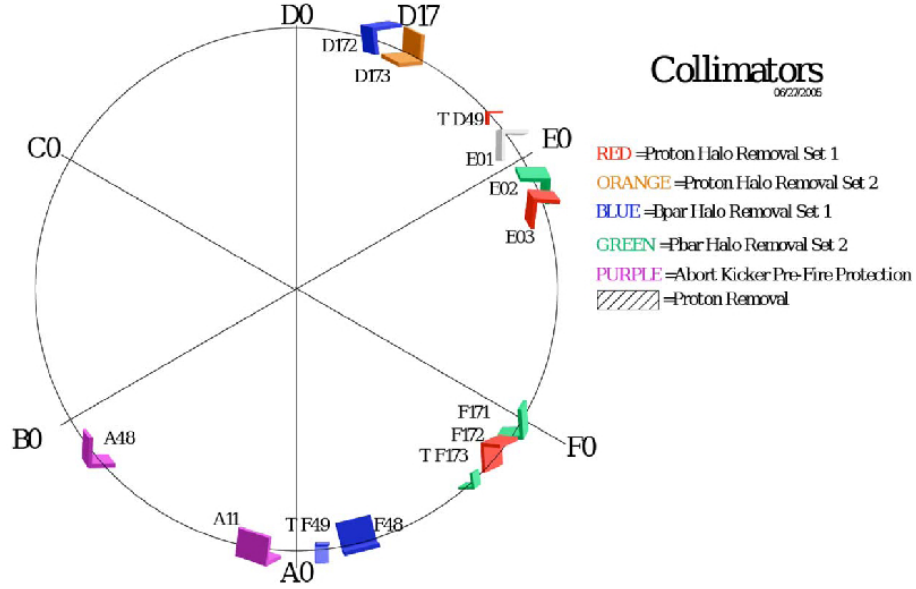 D0
D17
D172
D173
Collimators
06/27/2005
T D49
E0
E01
C0
RED =Proton Halo Removal Set 1
ORANGE =Proton Halo Removal Set 2
E02
BLUE =Bpar Halo Removal Set 1
E03
GREEN =Pbar Halo Removal Set 2
PURPLE =Abort Kicker Pre-Fire Protection
=Proton Removal
F171
F172
B0
A48
F0
T F173
A11
T F49
F48
A0